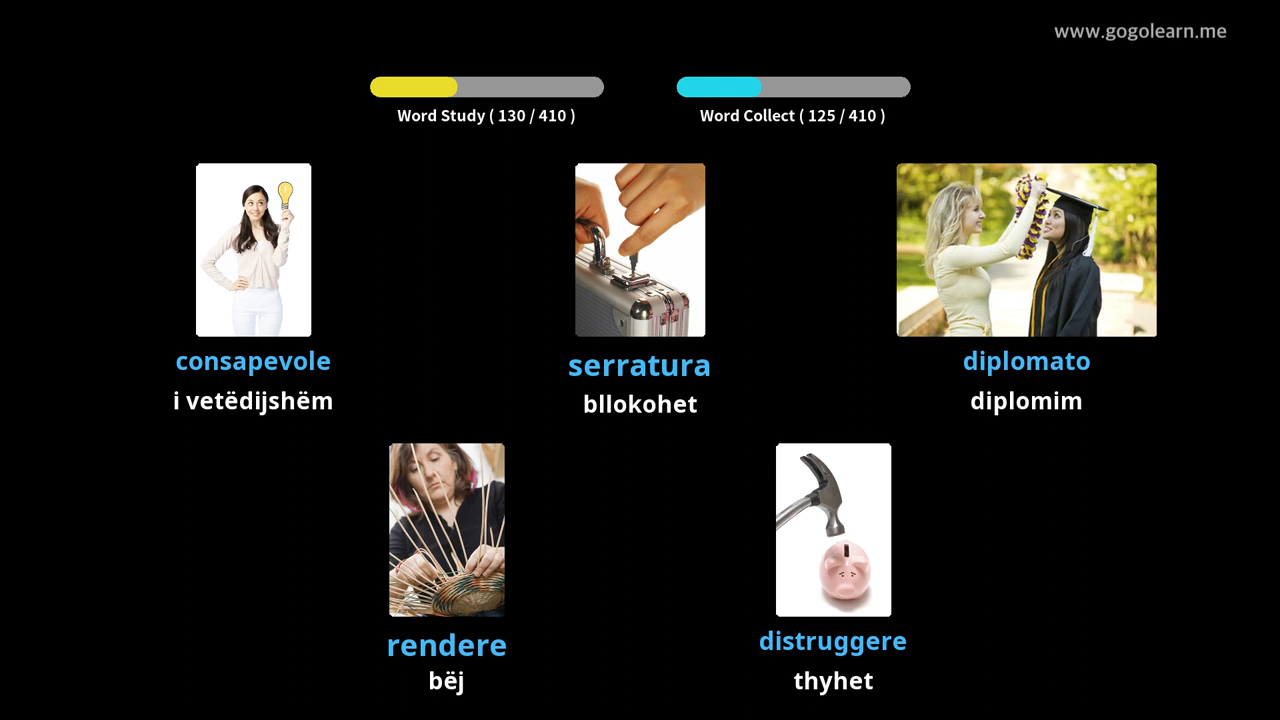 www.gogolearn.me
Word Study ( 130 / 410 )
Word Collect ( 125 / 410 )
consapevole
i vetëdijshëm
serratura
bllokohet
diplomato
diplomim
rendere
bëj
distruggere
thyhet